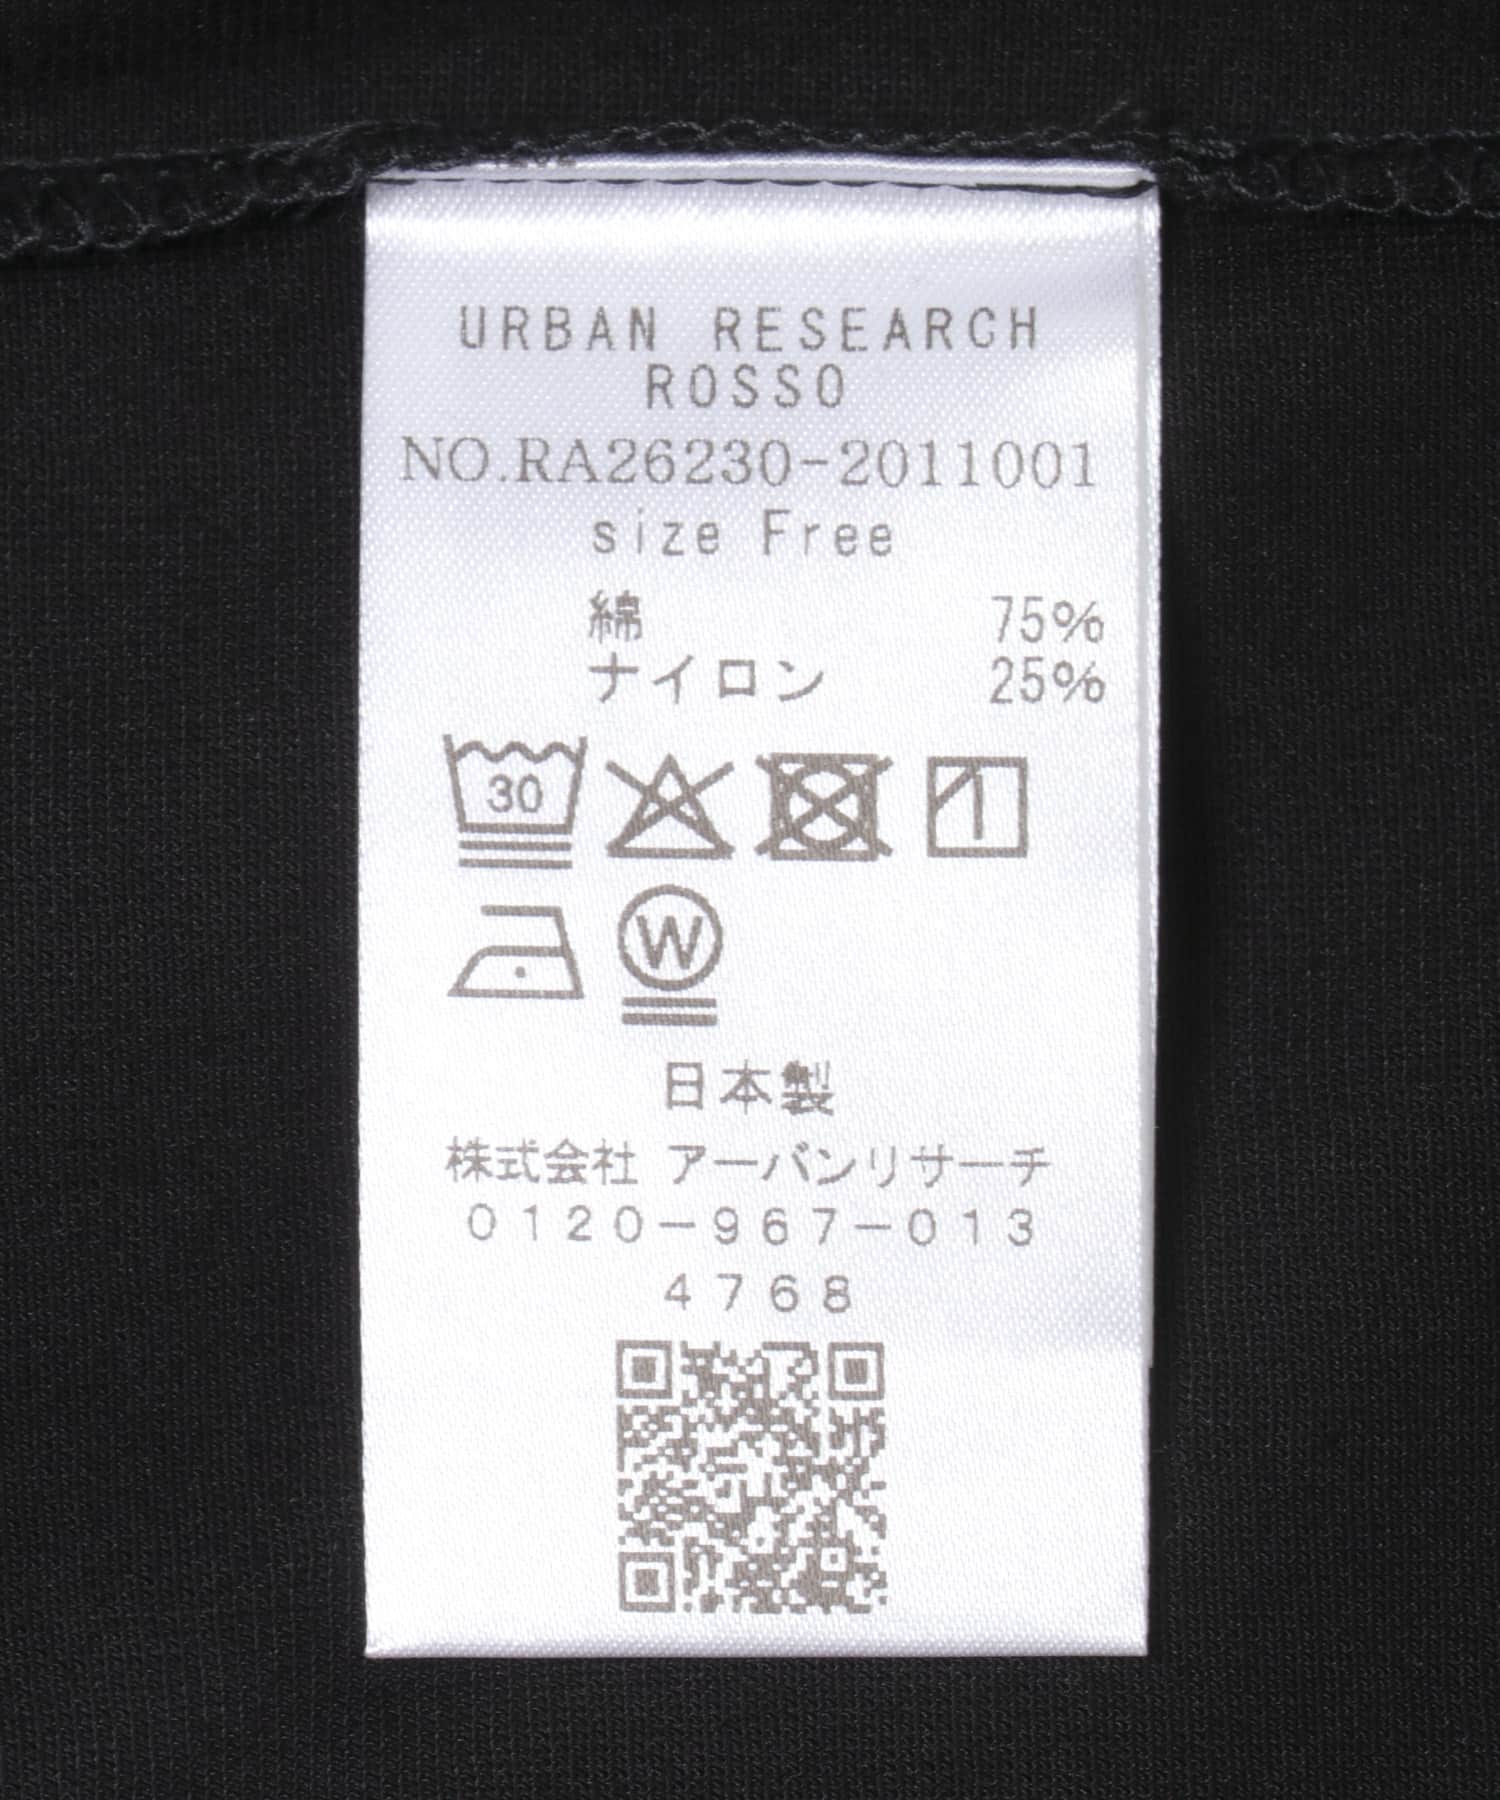 URBAN RESEARCH
ROSSO
NO.RA26230-2011001
size Free
綿 75%
ナイロン 25%
30
W
日本製
株式会社 アーバンリサーチ
0120-967-013
4768